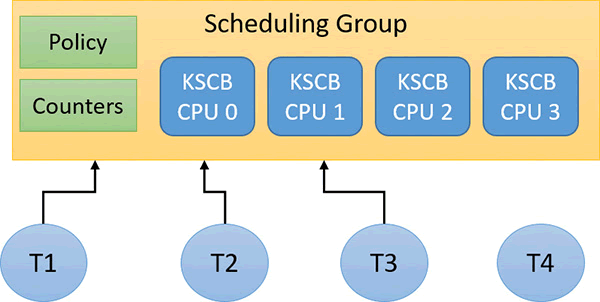 Scheduling Group
Policy
Counters
KSCB
CPU 0
KSCB
CPU 1
KSCB
CPU 2
KSCB
CPU 3
T1
T2
T3
T4